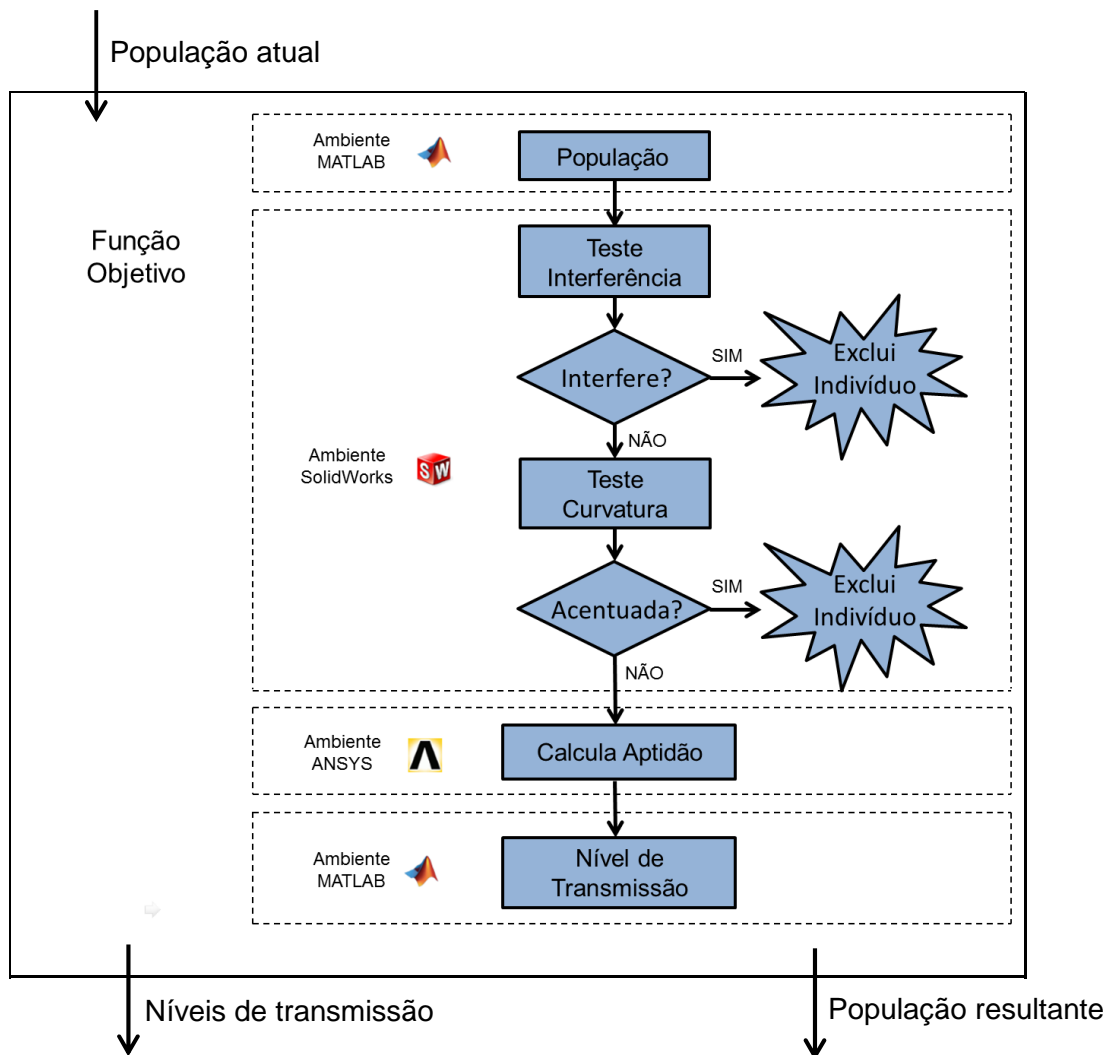 População atual
Ambiente
MATLAB
População
Função
Objetivo
Teste
Interferência
Interfere?
SIM
Exclui
Indivíduo
NÃO
Ambiente
SolidWorks
SW
Teste
Curvatura
Acentuada?
SIM
Exclui
Indivíduo
NÃO
Ambiente
ANSYS
Calcula Aptidão
Ambiente
MATLAB
Nível de
Transmissão
Níveis de transmissão
População resultante